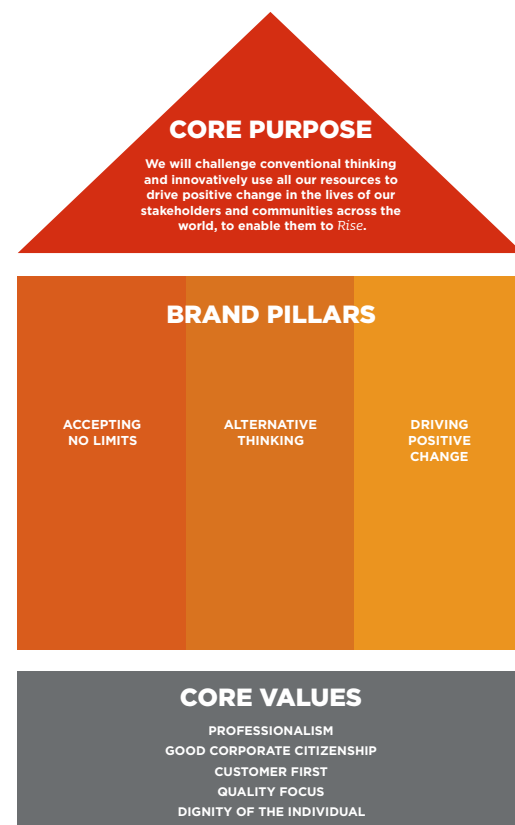 CORE PURPOSE
We will challenge conventional thinking
and innovatively use all our resources to
drive positive change in the lives of our
stakeholders and communities across the
world, to enable them to Rise.
BRAND PILLARS
ACCEPTING
NO LIMITS
ALTERNATIVE
THINKING
DRIVING
POSITIVE
CHANGE
CORE VALUES
PROFESSIONALISM
GOOD CORPORATE CITIZENSHIP
CUSTOMER FIRST
QUALITY FOCUS
DIGNITY OF THE INDIVIDUAL